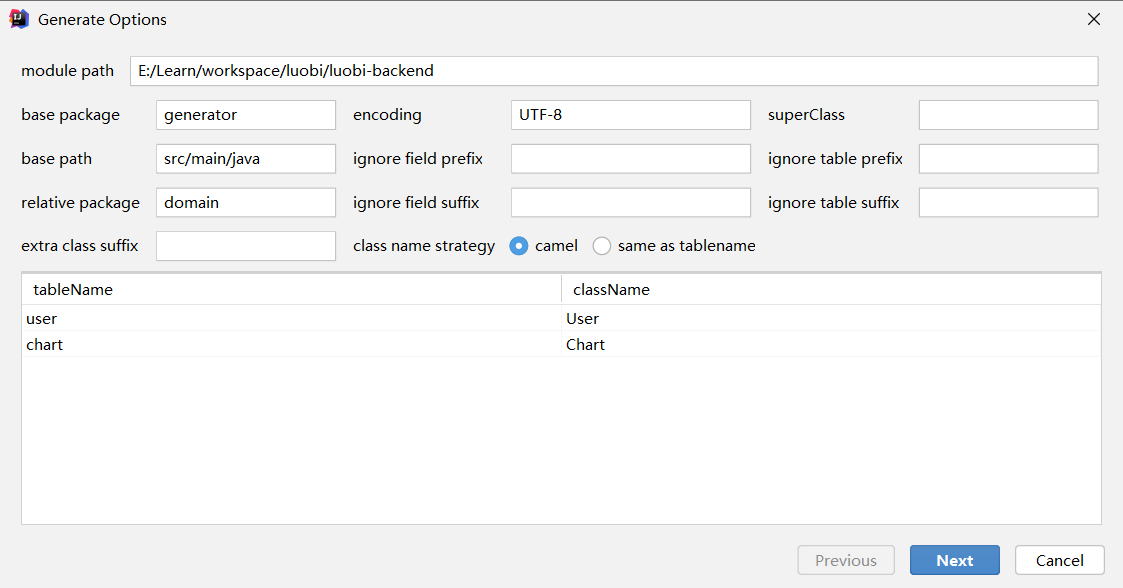 Generate Options
module path E:/Learn/workspace/luobi/luobi-backend
base package generator encoding UTF-8 superClass
base path src/main/java ignore field prefix ignore table prefix
relative package domain ignore field suffix ignore table suffix
extra class suffix class name strategy camel same as tablename
tableName className
user User
chart Chart
Previous Next Cancel